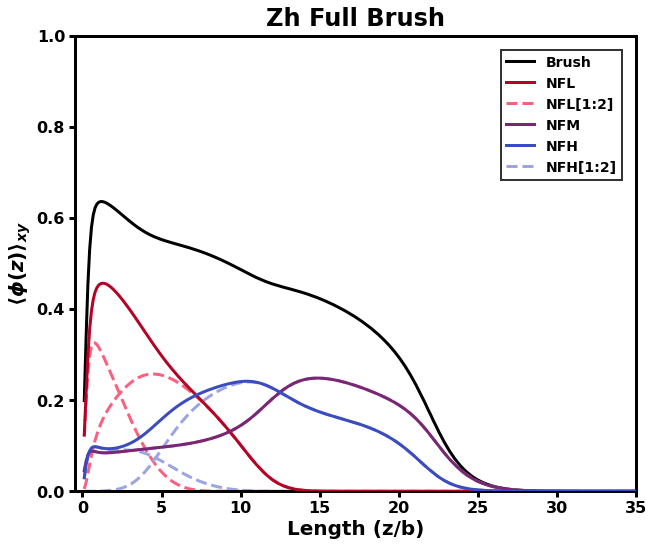 Zh Full Brush
⟨ϕ(z)⟩xy
1.0
0.8
0.6
0.4
0.2
0.0
Brush
NFL
NFL[1:2]
NFM
NFH
NFH[1:2]
0 5 10 15 20 25 30 35
Length (z/b)